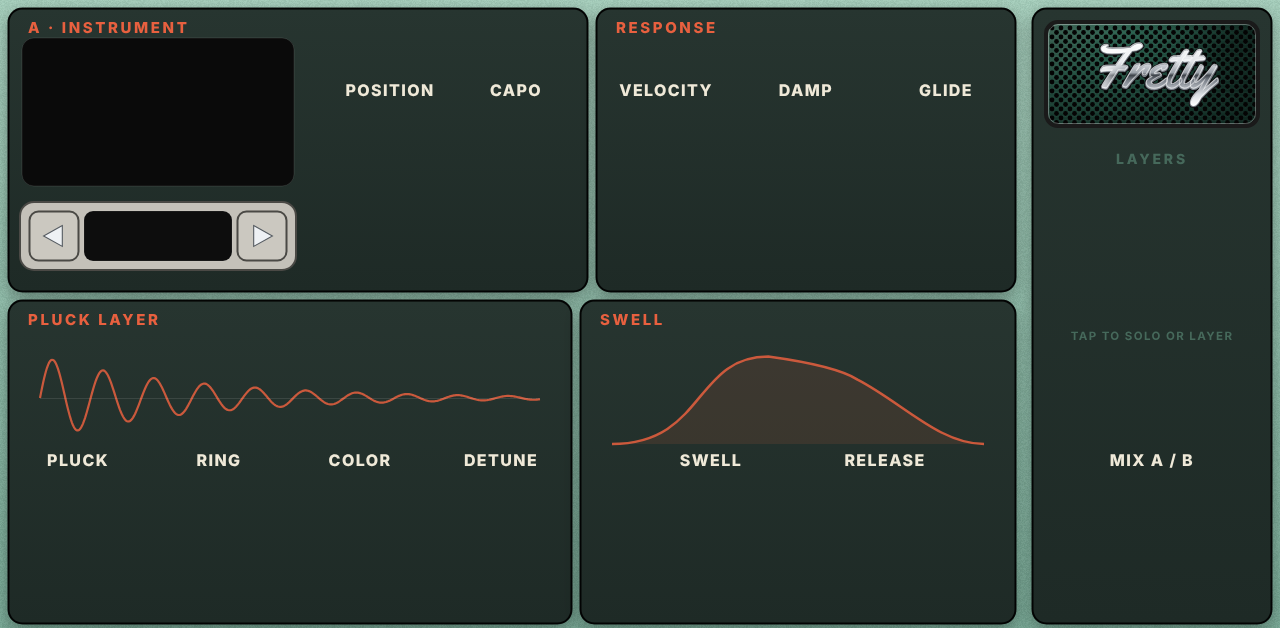 A · INSTRUMENT
POSITION
CAPO
RESPONSE
VELOCITY
DAMP
GLIDE
Fretty
LAYERS
TAP TO SOLO OR LAYER
MIX A / B
PLUCK LAYER
PLUCK
RING
COLOR
DETUNE
SWELL
SWELL
RELEASE